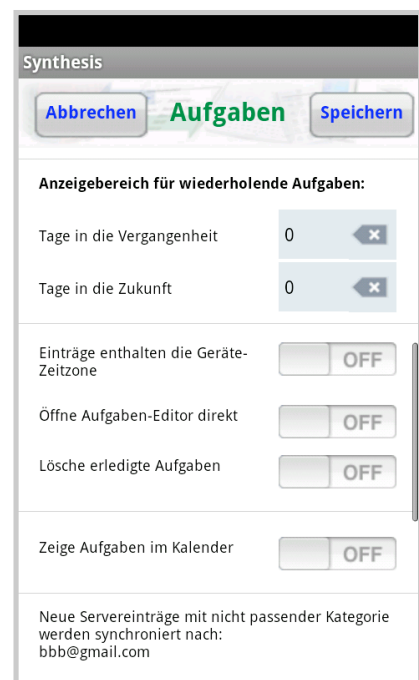 Synthesis
Abbrechen Aufgaben Speichern
Anzeigebereich für wiederholende Aufgaben:
Tage in die Vergangenheit 0
Tage in die Zukunft 0
Einträge enthalten die Geräte-
Zeitzone OFF
Öffne Aufgaben-Editor direkt OFF
Lösche erledigte Aufgaben OFF
Zeige Aufgaben im Kalender OFF
Neue Servereinträge mit nicht passender Kategorie
werden synchroniert nach:
bbb@gmail.com